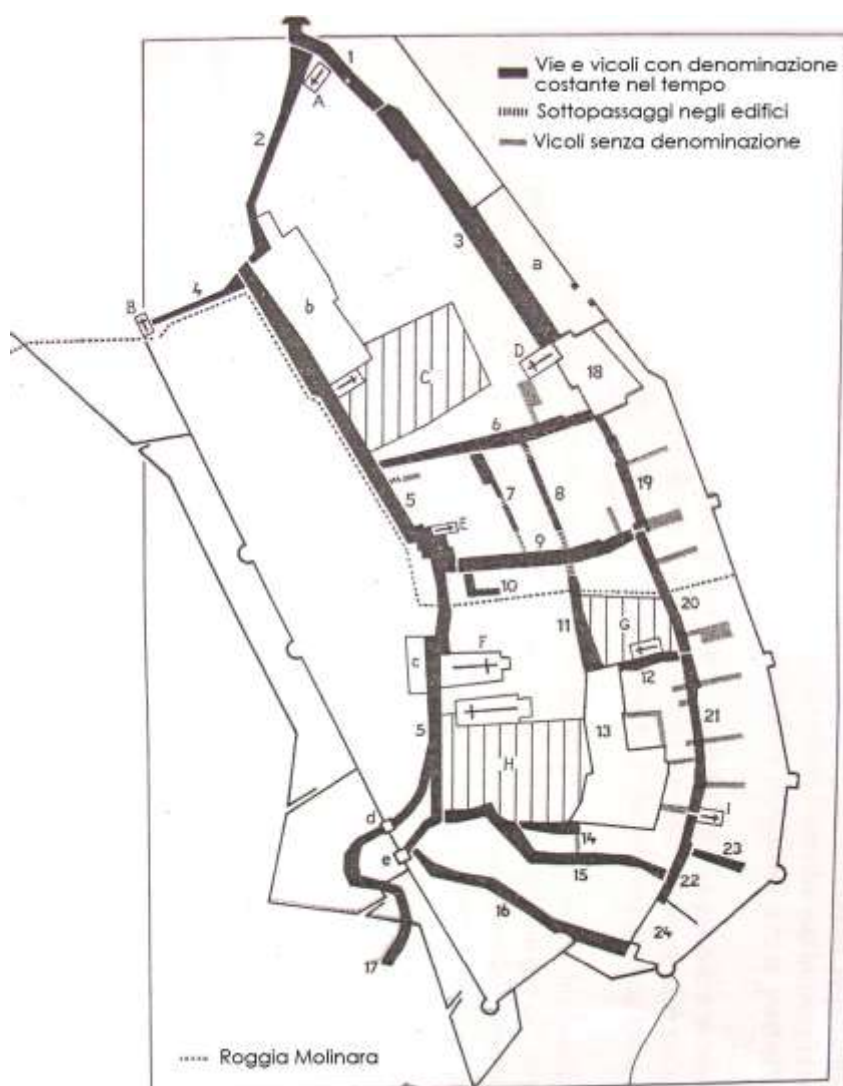 1
Vie e vicoli con denominazione
costante nel tempo
A
Sottopassaggi negli edifici
2
Vicoli senza denominazione
3
a
4
B
b
D
C
18
6
5
7
8
19
E
9
10
20
11
G
F
c
12
21
5
13
H
I
d
14
23
e
15
22
16
24
17
Roggia Molinara